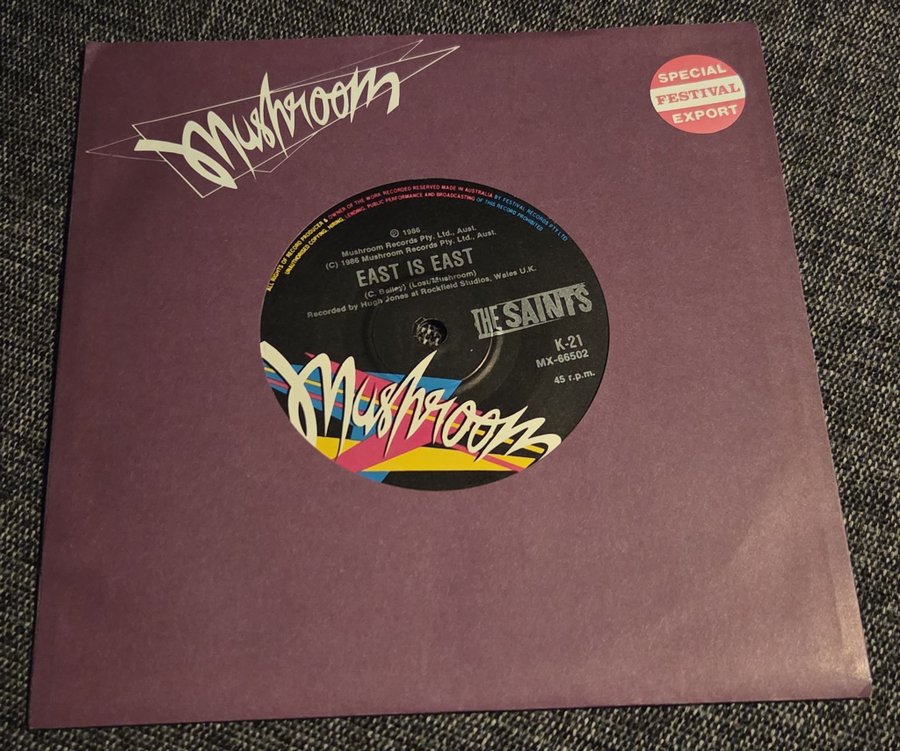 Mushroom
SPECIAL
FESTIVAL
EXPORT
ALL RIGHTS OF RECORD PRODUCER & OWNER OF THE WORK RECORDED RESERVED MADE IN AUSTRALIA BY FESTIVAL RECORDS PTY LTD
UNAUTHORISED COPYING, HIRING, LENDING, PUBLIC PERFORMANCE AND BROADCASTING OF THIS RECORD PROHIBITED
℗ 1986
Mushroom Records Pty. Ltd., Aust.
(C) 1986 Mushroom Records Pty. Ltd., Aust.
EAST IS EAST
(C. Bailey) (Lost/Mushroom)
Recorded by Hugh Jones at Rockfield Studios, Wales U.K.
THE SAINTS
K-21
MX-66502
45 r.p.m.
Mushroom